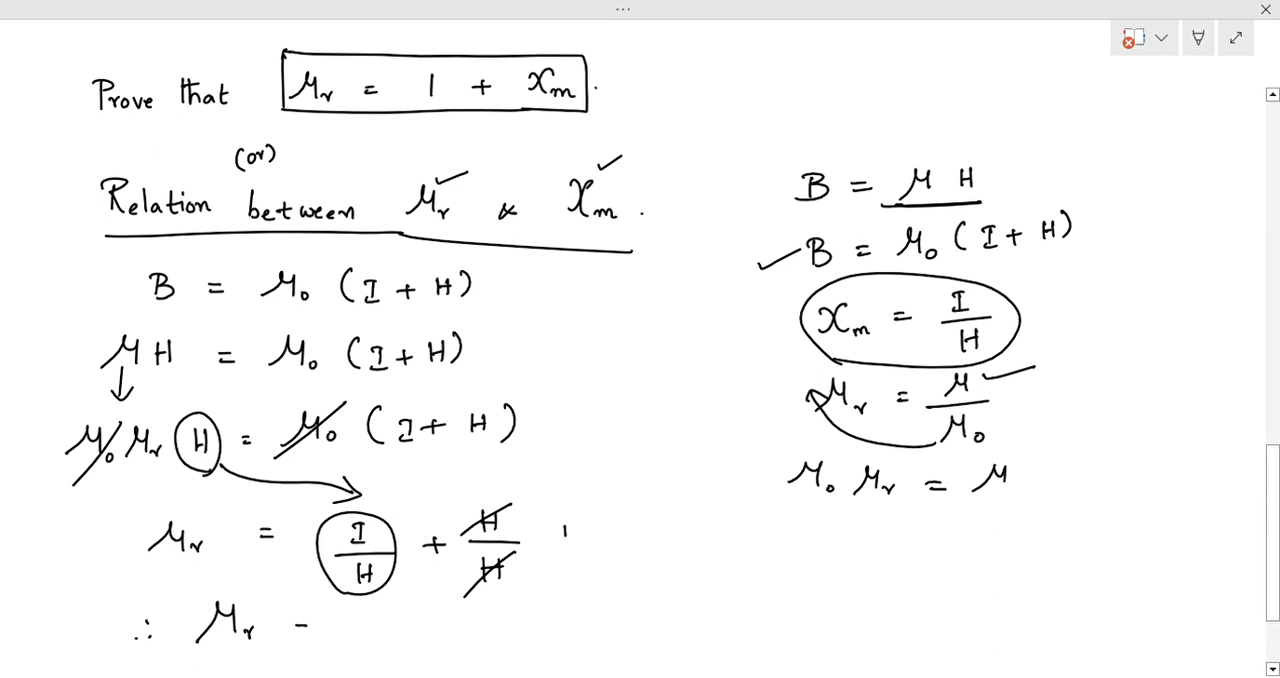 Prove that μr = 1 + χm.
(or)
Relation between μr & χm.
B = μ₀ (I + H)
μH = μ₀ (I + H)
μ₀ μr H = μ₀ (I + H)
μr = I/H + H/H 1
∴ μr -
B = μ H
B = μ₀ (I + H)
χm = I/H
μr = μ/μ₀
μ₀ μr = μ